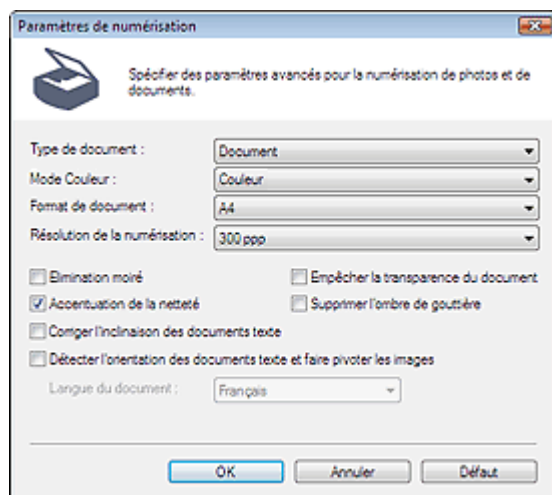 Paramètres de numérisation
Spécifier des paramètres avancés pour la numérisation de photos et de
documents.
Type de document :
Document
Mode Couleur :
Couleur
Format de document :
A4
Résolution de la numérisation :
300 ppp
Elimination moiré
Empêcher la transparence du document
Accentuation de la netteté
Supprimer l'ombre de gouttière
Corriger l'inclinaison des documents texte
Détecter l'orientation des documents texte et faire pivoter les images
Langue du document :
Français
OK
Annuler
Défaut